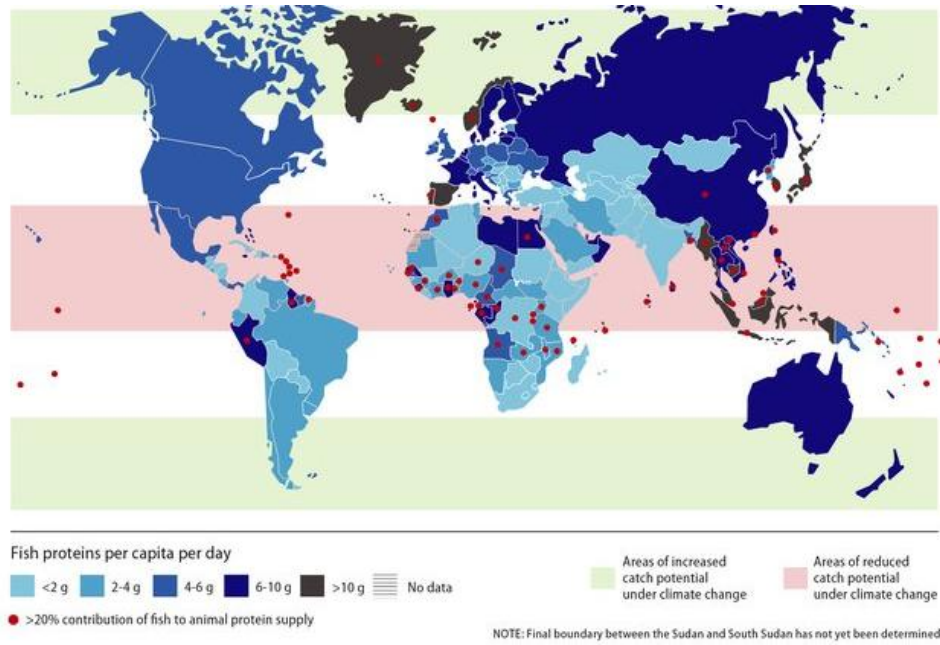 Fish proteins per capita per day
<2 g 2-4 g 4-6 g 6-10 g >10 g No data
>20% contribution of fish to animal protein supply
Areas of increased
catch potential
under climate change
Areas of reduced
catch potential
under climate change
NOTE: Final boundary between the Sudan and South Sudan has not yet been determined